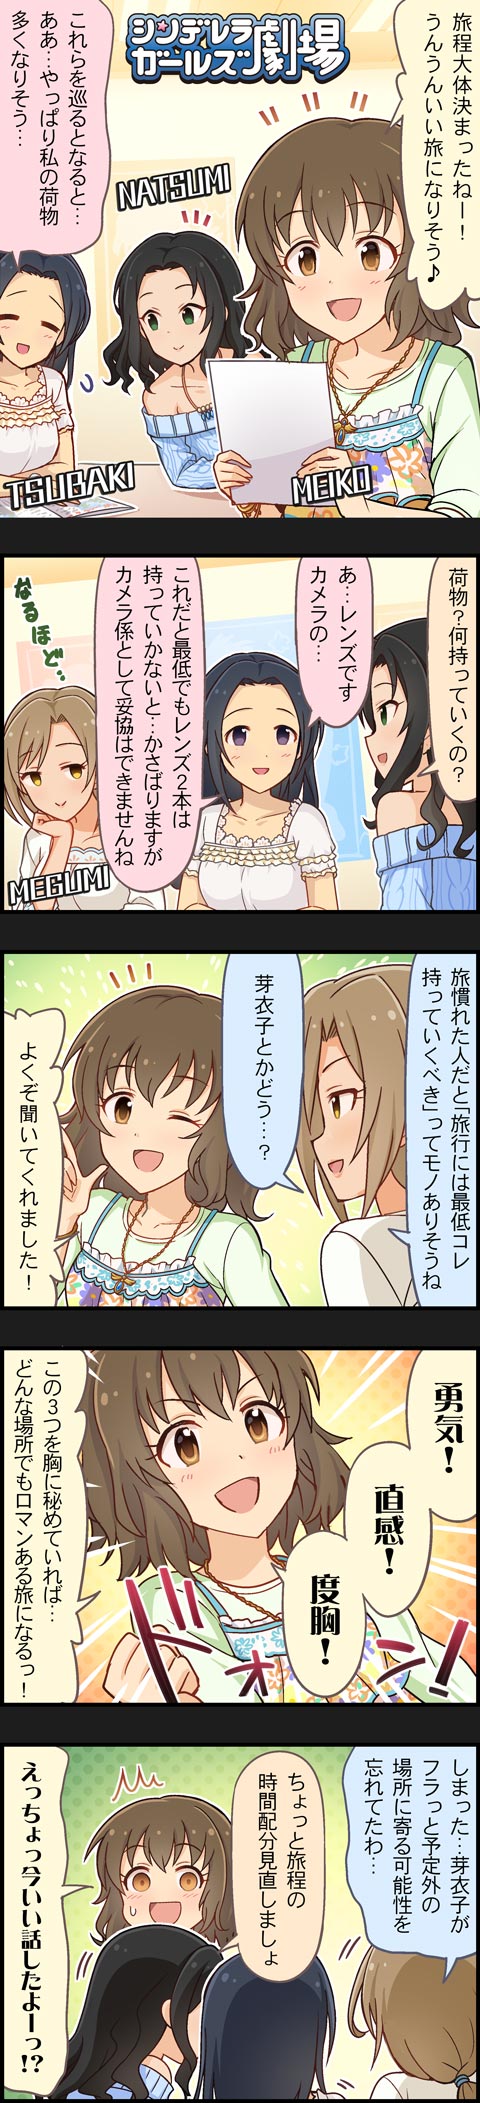 シンデレラ
ガールズ劇場
旅程大体決まったねー！
うんうんいい旅になりそう♪
これらを巡るとなると…
ああ…やっぱり私の荷物
多くなりそう…
NATSUMI
TSUBAKI
MEIKO
荷物？何持っていくの？
あ…レンズです
カメラの…
これだと最低でもレンズ２本は
持っていかないと…かさばりますが
カメラ係として妥協はできませんね
なるほど…
MEGUMI
旅慣れた人だと「旅行には最低コレ
持っていくべき」ってモノありそうね
芽衣子とかどう…？
よくぞ聞いてくれました！
勇気！
直感！
度胸！
この３つを胸に秘めていれば…
どんな場所でもロマンある旅になるっ！
ドォン！
しまった…芽衣子が
フラっと予定外の
場所に寄る可能性を
忘れてたわ…
ちょっと旅程の
時間配分見直しましょ
えっちょっ今いい話したよーっ!?